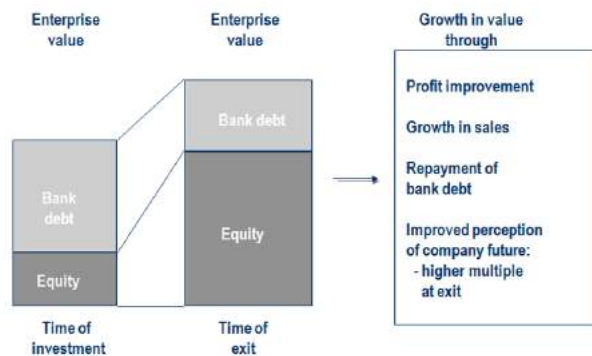 Enterprise
value
Enterprise
value
Growth in value
through
Bank
debt
Equity
Bank debt
Equity
Profit improvement
Growth in sales
Repayment of
bank debt
Improved perception
of company future:
- higher multiple
at exit
Time of
investment
Time of
exit